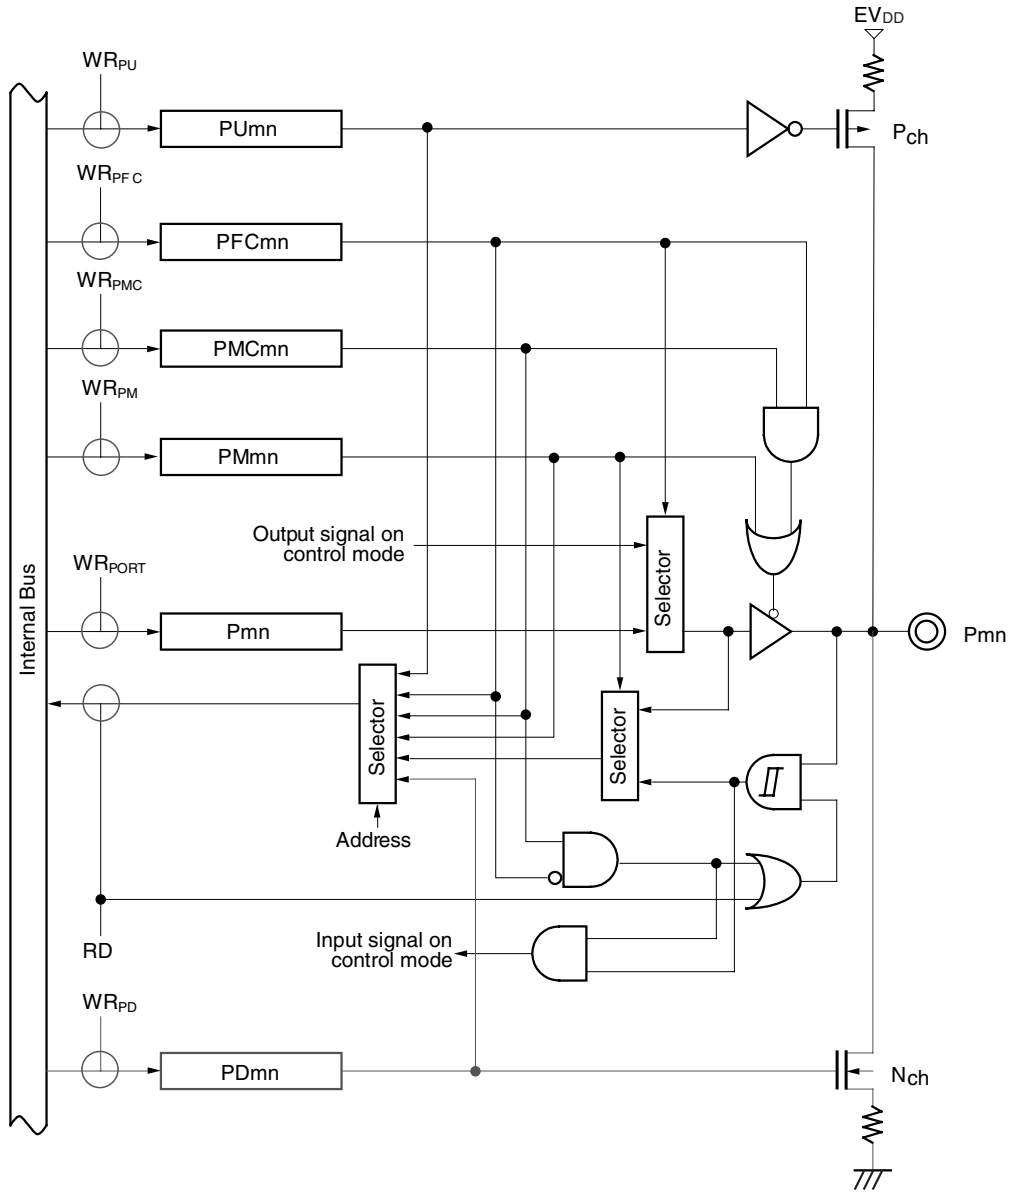 EVDD
WRPU
PUmn
Pch
WRPFC
PFCmn
WRPMC
PMCmn
WRPM
PMmn
Output signal on
control mode
Selector
WRPORT
Pmn
Pmn
Internal Bus
Selector
Selector
Address
RD
Input signal on
control mode
WRPD
PDmn
Nch